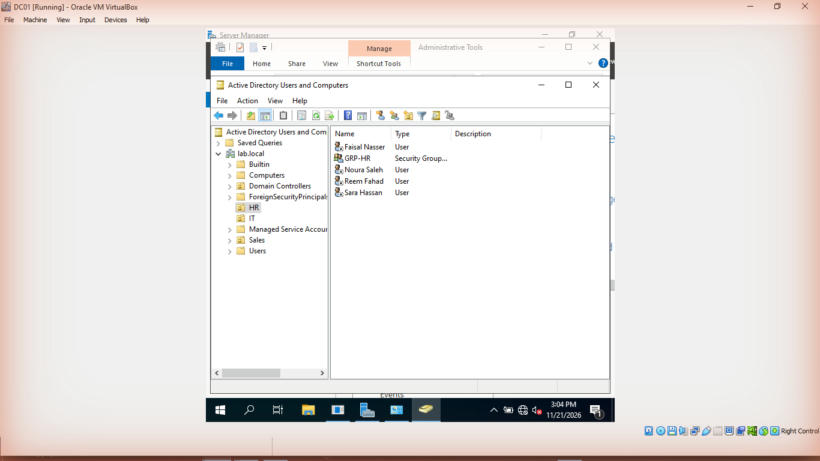 DC01 [Running] - Oracle VM VirtualBox
File Machine View Input Devices Help
Server Manager
Manage Administrative Tools
File Home Share View Shortcut Tools
Active Directory Users and Computers
File Action View Help
Active Directory Users and Com
Saved Queries
lab.local
Builtin
Computers
Domain Controllers
ForeignSecurityPrincipals
HR
IT
Managed Service Accour
Sales
Users
Name Type Description
Faisal Nasser User
GRP-HR Security Group...
Noura Saleh User
Reem Fahad User
Sara Hassan User
Events
3:04 PM
11/21/2026
1
Right Control